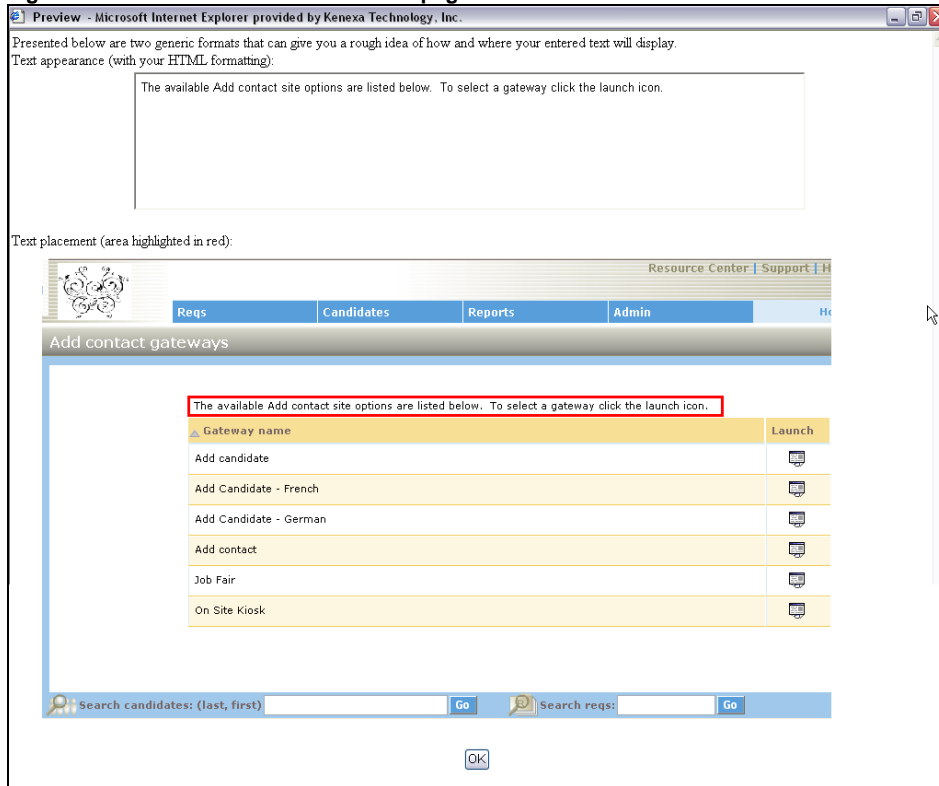 Preview - Microsoft Internet Explorer provided by Kenexa Technology, Inc.
Presented below are two generic formats that can give you a rough idea of how and where your entered text will display.
Text appearance (with your HTML formatting):
The available Add contact site options are listed below. To select a gateway click the launch icon.
Text placement (area highlighted in red):
Resource Center | Support | H
Reqs Candidates Reports Admin
Add contact gateways
The available Add contact site options are listed below. To select a gateway click the launch icon.
Gateway name Launch
Add candidate
Add Candidate - French
Add Candidate - German
Add contact
Job Fair
On Site Kiosk
Search candidates: (last, first) Go Search reqs: Go
OK